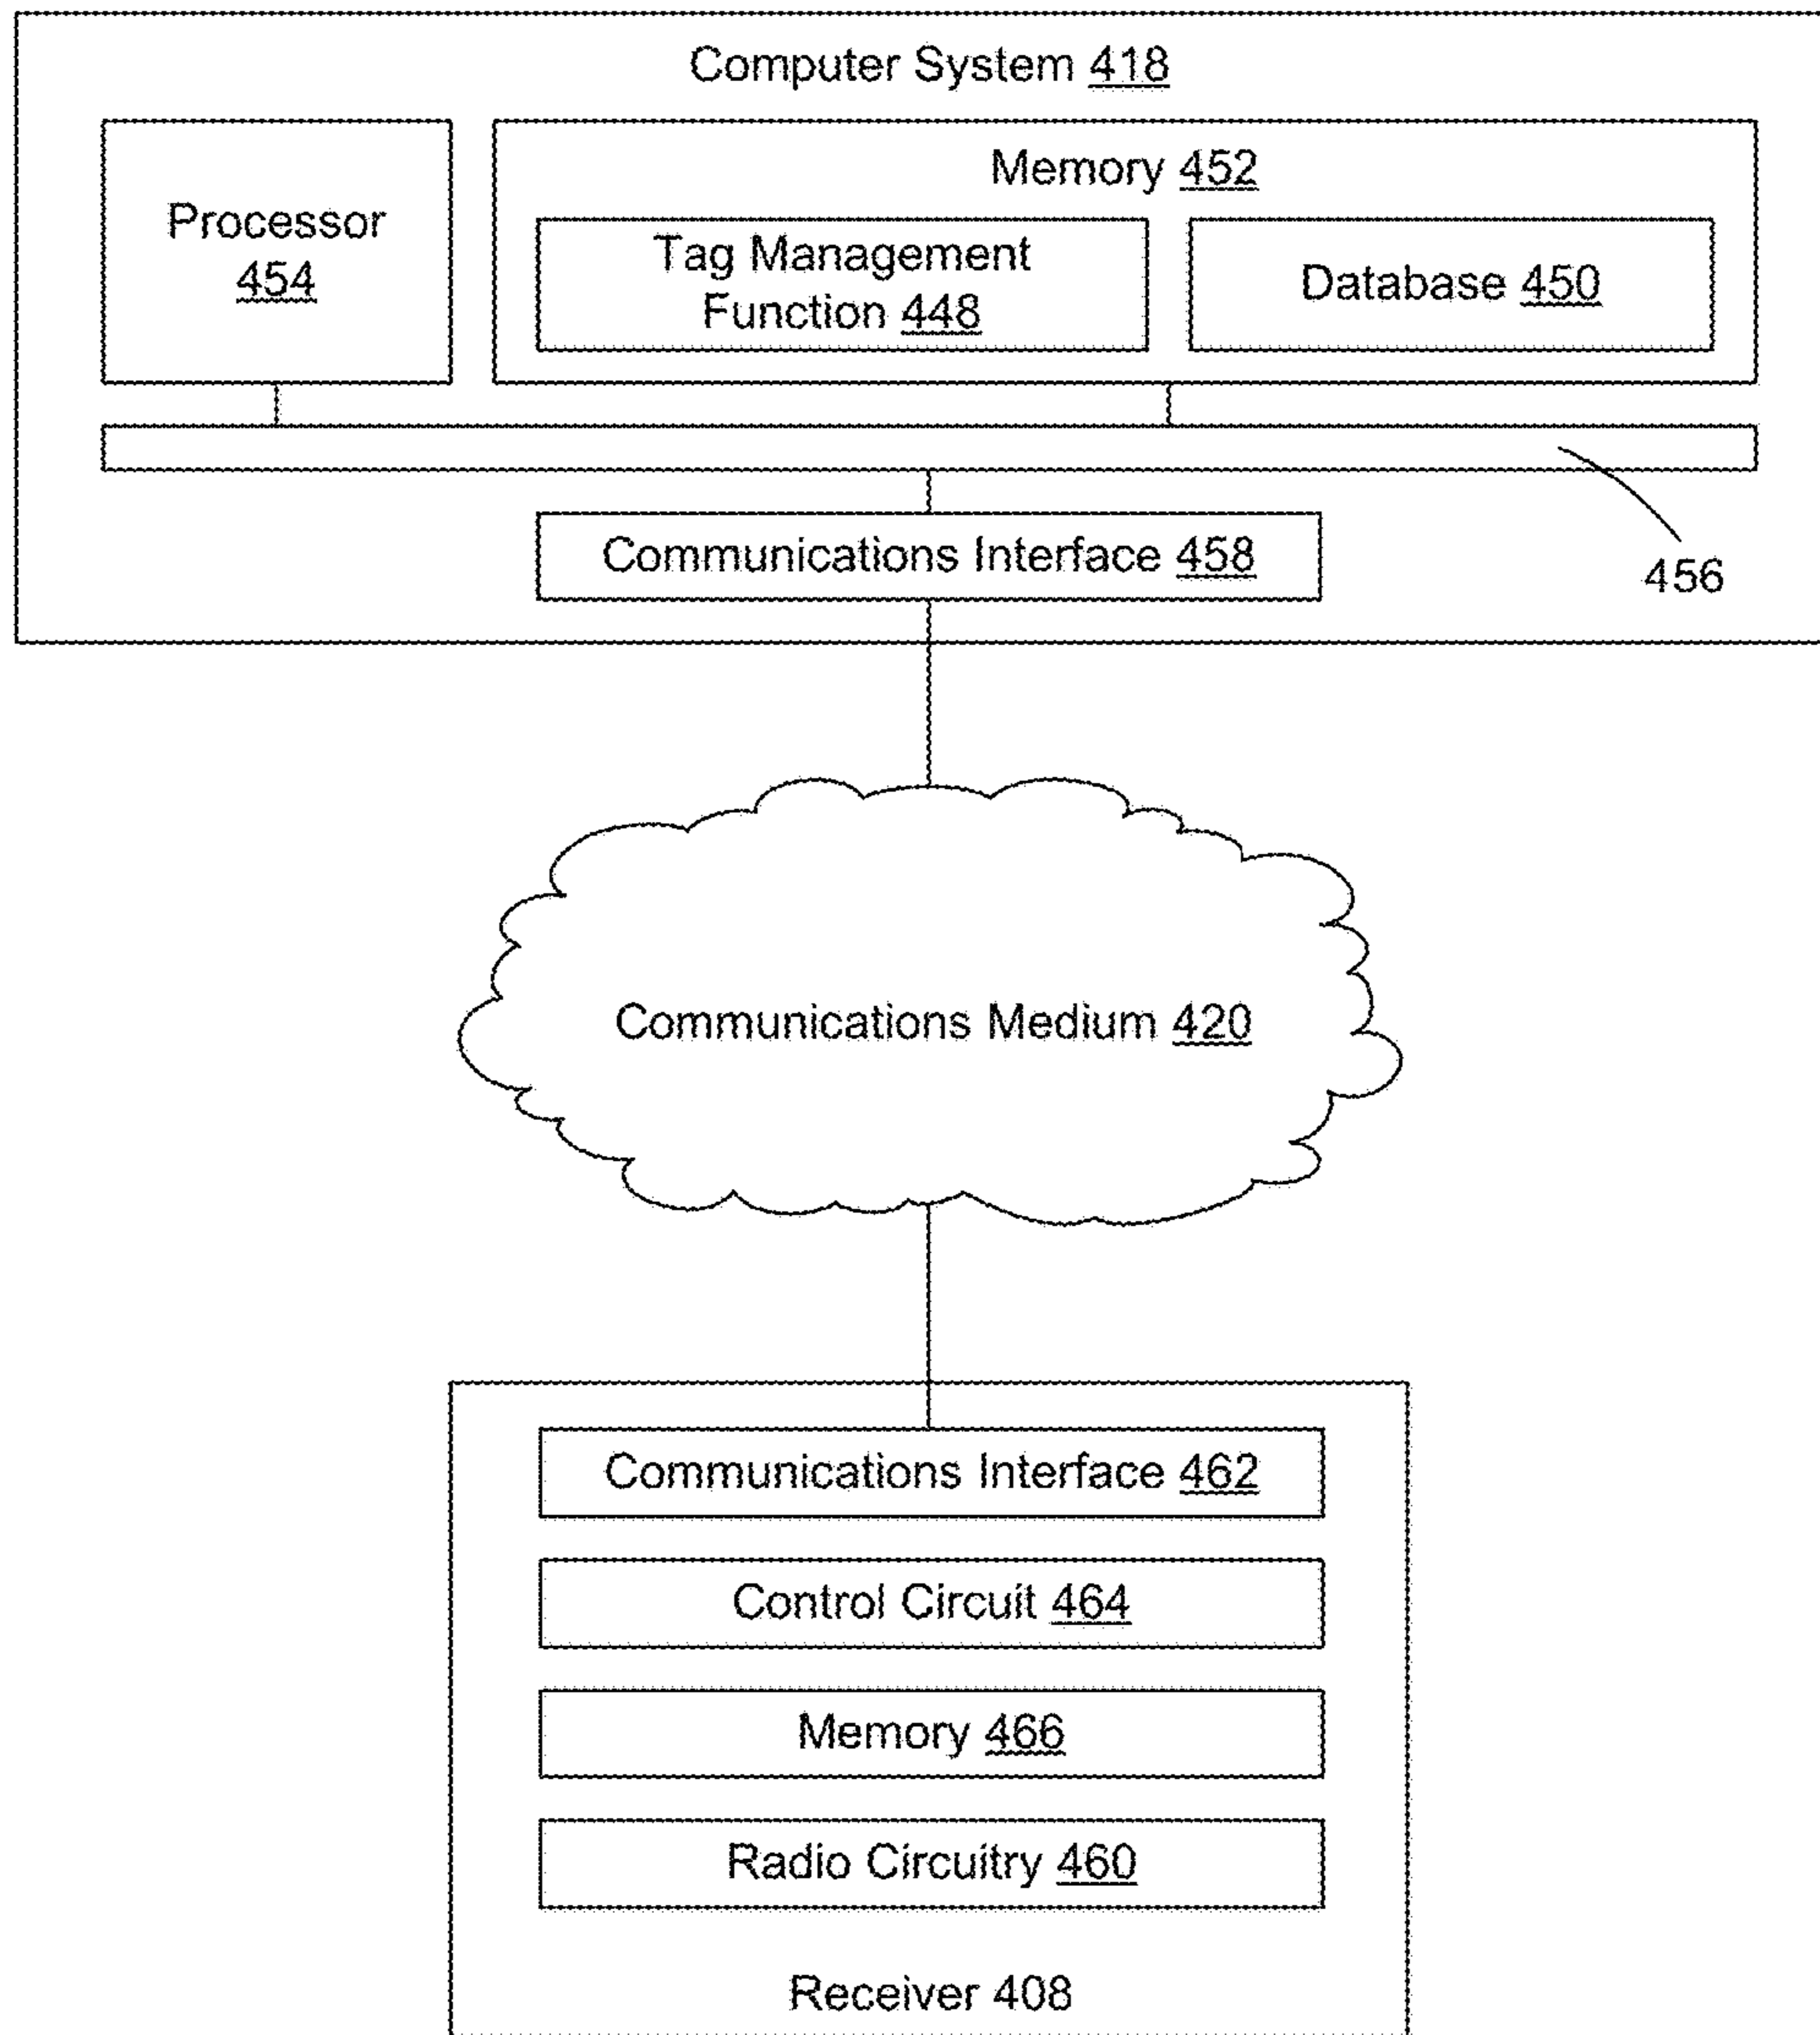 Computer System 418
Processor
454
Memory 452
Tag Management
Function 448
Database 450
Communications Interface 458
456
Communications Medium 420
Communications Interface 462
Control Circuit 464
Memory 466
Radio Circuitry 460
Receiver 408